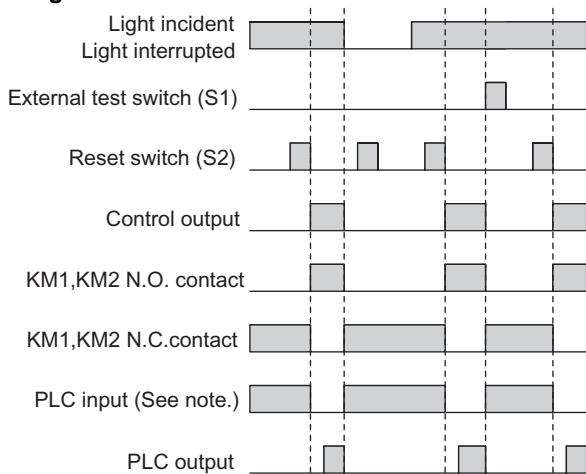 Light incident
Light interrupted
External test switch (S1)
Reset switch (S2)
Control output
KM1,KM2 N.O. contact
KM1,KM2 N.C.contact
PLC input (See note.)
PLC output